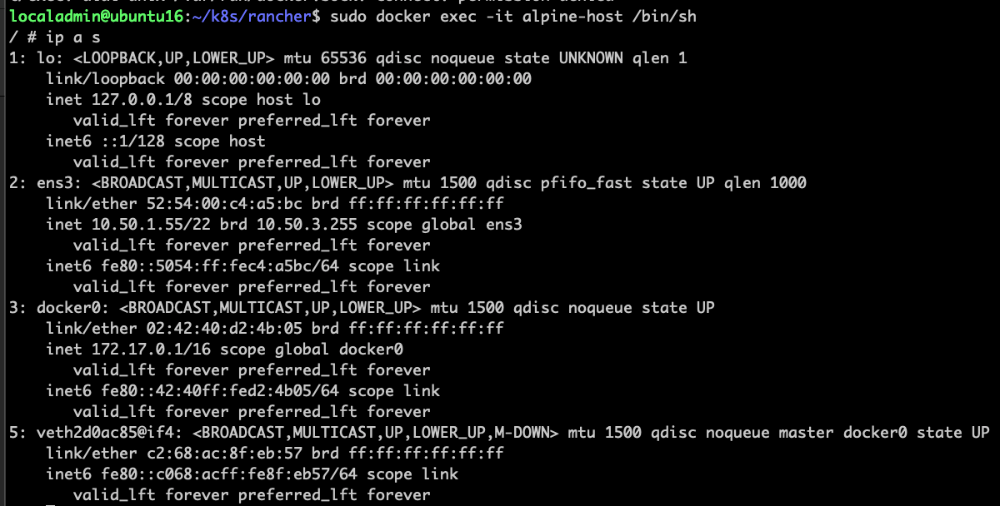 localadmin@ubuntu16:~/k8s/rancher$ sudo docker exec -it alpine-host /bin/sh
/ # ip a s
1: lo: <LOOPBACK,UP,LOWER_UP> mtu 65536 qdisc noqueue state UNKNOWN qlen 1
    link/loopback 00:00:00:00:00:00 brd 00:00:00:00:00:00
    inet 127.0.0.1/8 scope host lo
       valid_lft forever preferred_lft forever
    inet6 ::1/128 scope host
       valid_lft forever preferred_lft forever
2: ens3: <BROADCAST,MULTICAST,UP,LOWER_UP> mtu 1500 qdisc pfifo_fast state UP qlen 1000
    link/ether 52:54:00:c4:a5:bc brd ff:ff:ff:ff:ff:ff
    inet 10.50.1.55/22 brd 10.50.3.255 scope global ens3
       valid_lft forever preferred_lft forever
    inet6 fe80::5054:ff:fec4:a5bc/64 scope link
       valid_lft forever preferred_lft forever
3: docker0: <BROADCAST,MULTICAST,UP,LOWER_UP> mtu 1500 qdisc noqueue state UP
    link/ether 02:42:40:d2:4b:05 brd ff:ff:ff:ff:ff:ff
    inet 172.17.0.1/16 scope global docker0
       valid_lft forever preferred_lft forever
    inet6 fe80::42:40ff:fed2:4b05/64 scope link
       valid_lft forever preferred_lft forever
5: veth2d0ac85@if4: <BROADCAST,MULTICAST,UP,LOWER_UP,M-DOWN> mtu 1500 qdisc noqueue master docker0 state UP
    link/ether c2:68:ac:8f:eb:57 brd ff:ff:ff:ff:ff:ff
    inet6 fe80::c068:acff:fe8f:eb57/64 scope link
       valid_lft forever preferred_lft forever